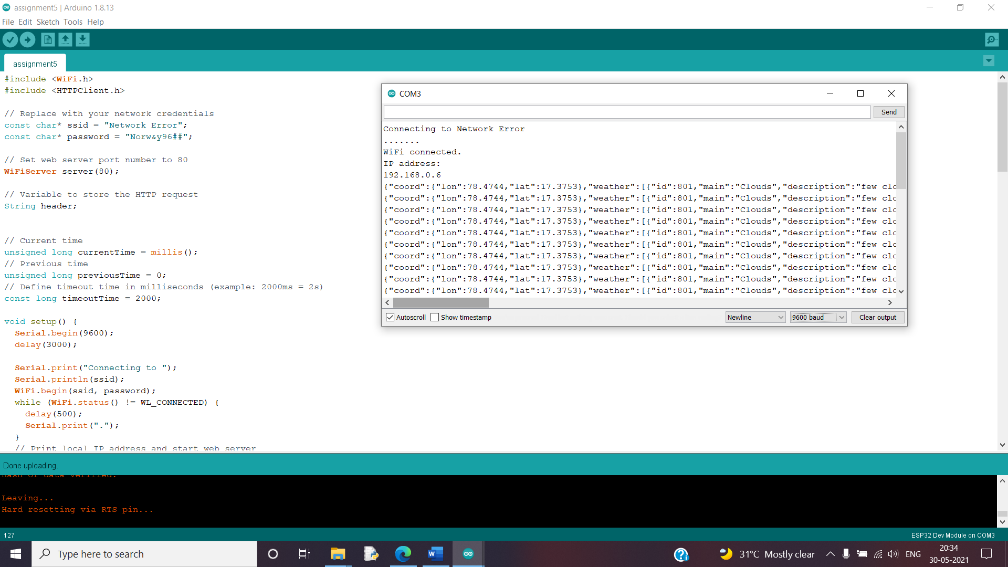 assignment5 | Arduino 1.8.13
File Edit Sketch Tools Help
assignment5
#include <WiFi.h>
#include <HTTPClient.h>
// Replace with your network credentials
const char* ssid = "Network Error";
const char* password = "Norw&y96##";
// Set web server port number to 80
WiFiServer server(80);
// Variable to store the HTTP request
String header;
// Current time
unsigned long currentTime = millis();
// Previous time
unsigned long previousTime = 0;
// Define timeout time in milliseconds (example: 2000ms = 2s)
const long timeoutTime = 2000;
void setup() {
Serial.begin(9600);
delay(3000);
Serial.print("Connecting to ");
Serial.println(ssid);
WiFi.begin(ssid, password);
while (WiFi.status() != WL_CONNECTED) {
delay(500);
Serial.print(".");
}
// Print local IP address and start web server
COM3
Send
Connecting to Network Error
.......
WiFi connected.
IP address:
192.168.0.6
{"coord":{"lon":78.4744,"lat":17.3753},"weather":[{"id":801,"main":"Clouds","description":"few clo
{"coord":{"lon":78.4744,"lat":17.3753},"weather":[{"id":801,"main":"Clouds","description":"few clo
{"coord":{"lon":78.4744,"lat":17.3753},"weather":[{"id":801,"main":"Clouds","description":"few clo
{"coord":{"lon":78.4744,"lat":17.3753},"weather":[{"id":801,"main":"Clouds","description":"few clo
{"coord":{"lon":78.4744,"lat":17.3753},"weather":[{"id":801,"main":"Clouds","description":"few clo
{"coord":{"lon":78.4744,"lat":17.3753},"weather":[{"id":801,"main":"Clouds","description":"few clo
{"coord":{"lon":78.4744,"lat":17.3753},"weather":[{"id":801,"main":"Clouds","description":"few clo
{"coord":{"lon":78.4744,"lat":17.3753},"weather":[{"id":801,"main":"Clouds","description":"few clo
{"coord":{"lon":78.4744,"lat":17.3753},"weather":[{"id":801,"main":"Clouds","description":"few clo
{"coord":{"lon":78.4744,"lat":17.3753},"weather":[{"id":801,"main":"Clouds","description":"few clo
Autoscroll Show timestamp Newline 9600 baud Clear output
Done uploading.
Leaving...
Hard resetting via RTS pin...
127 ESP32 Dev Module on COM3
Type here to search 31°C Mostly clear ENG
20:34
30-05-2021